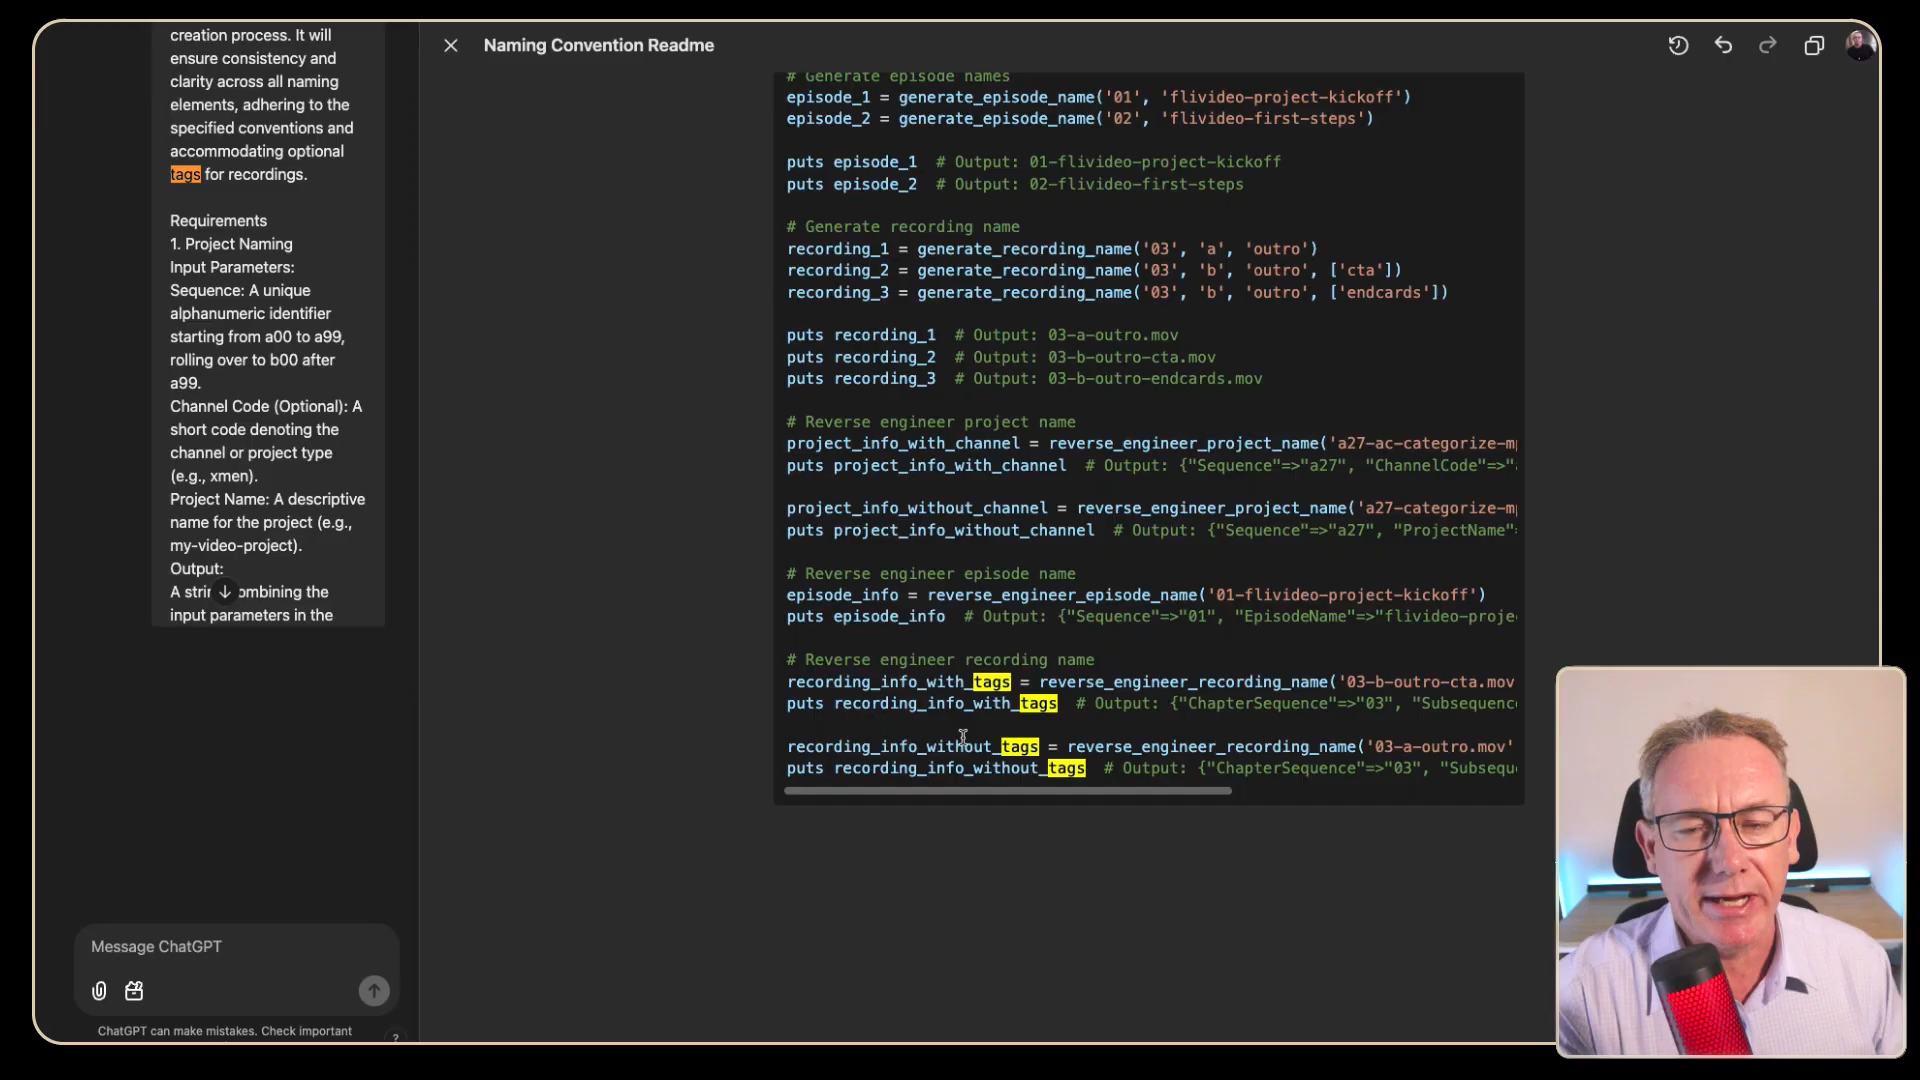 creation process. It will
ensure consistency and
clarity across all naming
elements, adhering to the
specified conventions and
accommodating optional
tags for recordings.
Requirements
1. Project Naming
Input Parameters:
Sequence: A unique
alphanumeric identifier
starting from a00 to a99,
rolling over to b00 after
a99.
Channel Code (Optional): A
short code denoting the
channel or project type
(e.g., xmen).
Project Name: A descriptive
name for the project (e.g.,
my-video-project).
Output:
A string combining the
input parameters in the
Message ChatGPT
ChatGPT can make mistakes. Check important
?
Naming Convention Readme
# Generate episode names
episode_1 = generate_episode_name('01', 'flivideo-project-kickoff')
episode_2 = generate_episode_name('02', 'flivideo-first-steps')
puts episode_1  # Output: 01-flivideo-project-kickoff
puts episode_2  # Output: 02-flivideo-first-steps
# Generate recording name
recording_1 = generate_recording_name('03', 'a', 'outro')
recording_2 = generate_recording_name('03', 'b', 'outro', ['cta'])
recording_3 = generate_recording_name('03', 'b', 'outro', ['endcards'])
puts recording_1  # Output: 03-a-outro.mov
puts recording_2  # Output: 03-b-outro-cta.mov
puts recording_3  # Output: 03-b-outro-endcards.mov
# Reverse engineer project name
project_info_with_channel = reverse_engineer_project_name('a27-ac-categorize-m
puts project_info_with_channel  # Output: {"Sequence"=>"a27", "ChannelCode"=>"
project_info_without_channel = reverse_engineer_project_name('a27-categorize-m
puts project_info_without_channel  # Output: {"Sequence"=>"a27", "ProjectName"
# Reverse engineer episode name
episode_info = reverse_engineer_episode_name('01-flivideo-project-kickoff')
puts episode_info  # Output: {"Sequence"=>"01", "EpisodeName"=>"flivideo-proje
# Reverse engineer recording name
recording_info_with_tags = reverse_engineer_recording_name('03-b-outro-cta.mov
puts recording_info_with_tags  # Output: {"ChapterSequence"=>"03", "Subsequenc
recording_info_without_tags = reverse_engineer_recording_name('03-a-outro.mov'
puts recording_info_without_tags  # Output: {"ChapterSequence"=>"03", "Subsequ